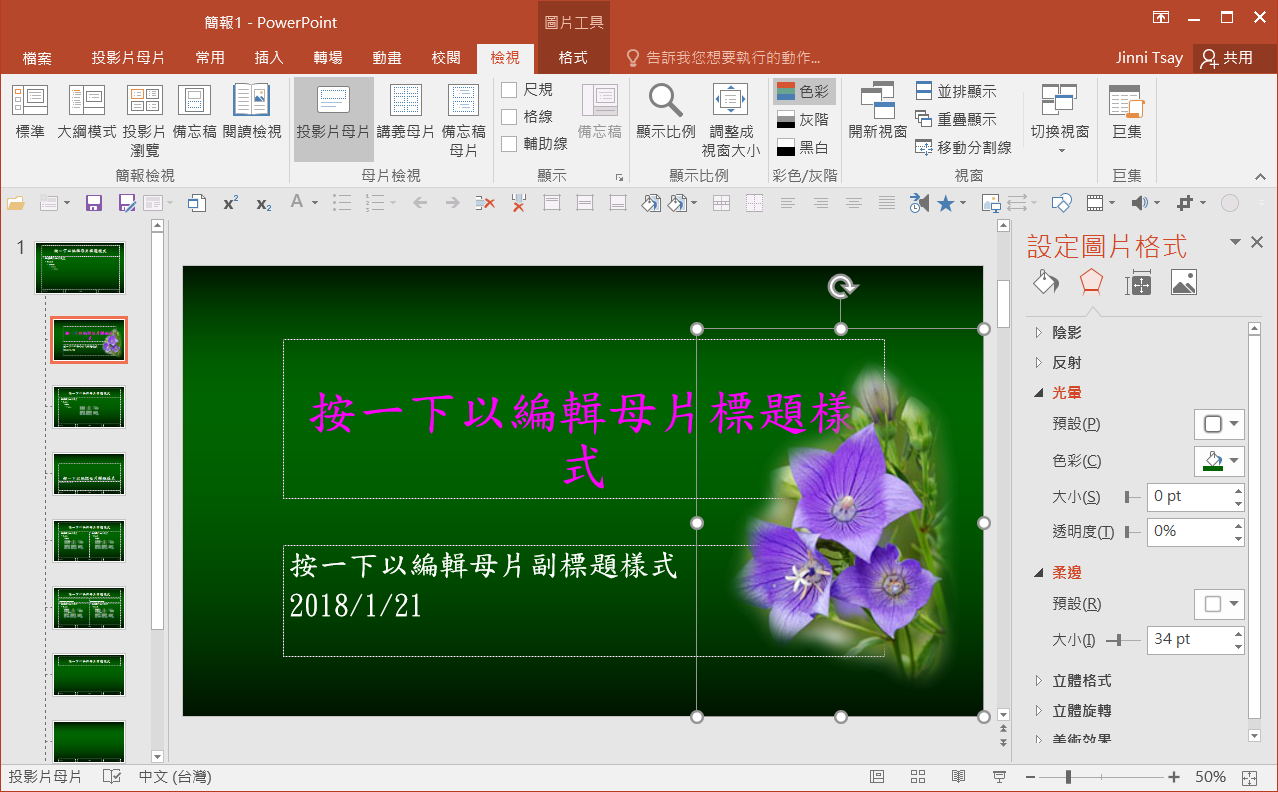 簡報1 - PowerPoint
圖片工具
檔案 投影片母片 常用 插入 轉場 動畫 校閱 檢視 格式 告訴我您想要執行的動作... Jinni Tsay 共用
標準 大綱模式 投影片瀏覽 備忘稿 閱讀檢視
簡報檢視
投影片母片 講義母片 備忘稿母片
母片檢視
尺規
格線
輔助線
備忘稿
顯示
顯示比例 調整成視窗大小
顯示比例
色彩
灰階
黑白
彩色/灰階
開新視窗
並排顯示
重疊顯示
移動分割線
切換視窗
視窗
巨集
巨集
1
按一下以編輯母片標題樣
式
按一下以編輯母片副標題樣式
2018/1/21
設定圖片格式
陰影
反射
光暈
預設(P)
色彩(C)
大小(S) 0 pt
透明度(T) 0%
柔邊
預設(R)
大小(I) 34 pt
立體格式
立體旋轉
美術效果
投影片母片 中文 (台灣) 50%